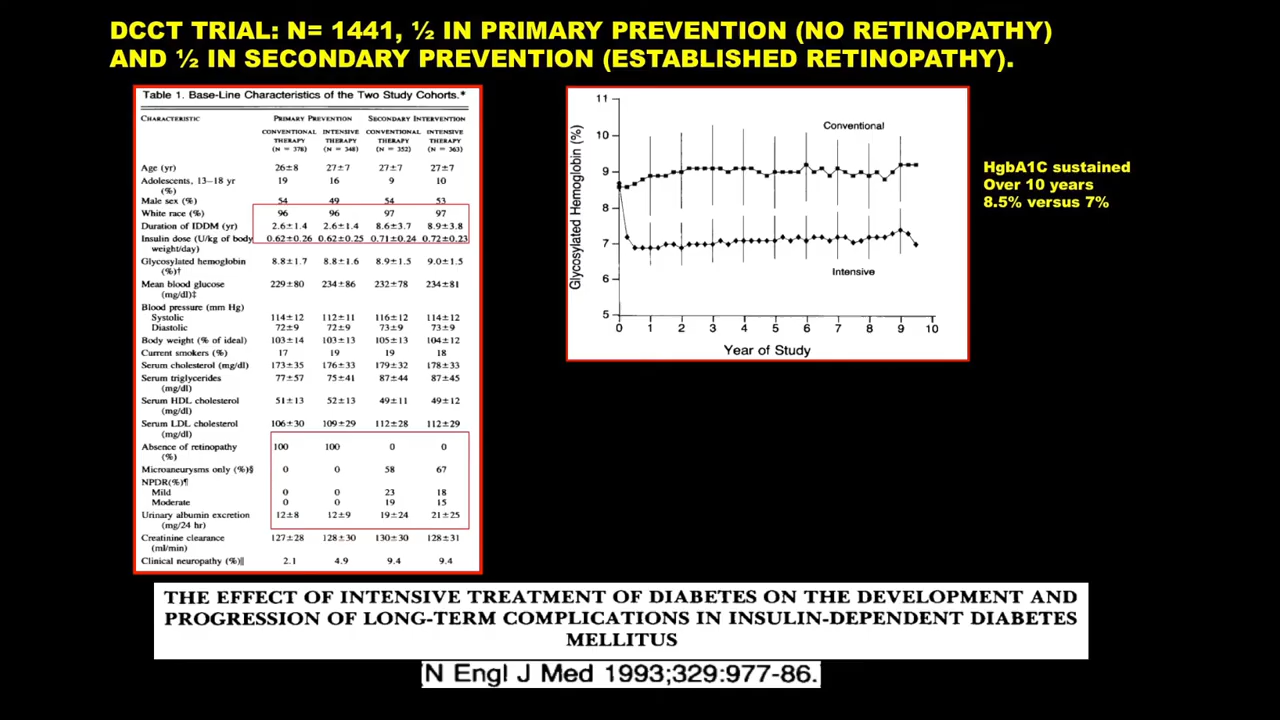 DCCT TRIAL: N= 1441, ½ IN PRIMARY PREVENTION (NO RETINOPATHY)
AND ½ IN SECONDARY PREVENTION (ESTABLISHED RETINOPATHY).
Table 1. Base-Line Characteristics of the Two Study Cohorts.*
CHARACTERISTIC PRIMARY PREVENTION SECONDARY INTERVENTION
CONVENTIONAL INTENSIVE CONVENTIONAL INTENSIVE
THERAPY THERAPY THERAPY THERAPY
(N = 378) (N = 348) (N = 352) (N = 363)
Age (yr) 26±8 27±7 27±7 27±7
Adolescents, 13–18 yr 19 16 9 10
(%)
Male sex (%) 54 49 54 53
White race (%) 96 96 97 97
Duration of IDDM (yr) 2.6±1.4 2.6±1.4 8.6±3.7 8.9±3.8
Insulin dose (U/kg of body 0.62±0.26 0.62±0.25 0.71±0.24 0.72±0.23
weight/day)
Glycosylated hemoglobin 8.8±1.7 8.8±1.6 8.9±1.5 9.0±1.5
(%)†
Mean blood glucose 229±80 234±86 232±78 234±81
(mg/dl)‡
Blood pressure (mm Hg)
Systolic 114±12 112±11 116±12 114±12
Diastolic 72±9 72±9 73±9 73±9
Body weight (% of ideal) 103±14 103±13 105±13 104±12
Current smokers (%) 17 19 19 18
Serum cholesterol (mg/dl) 173±35 176±33 179±32 178±33
Serum triglycerides 77±57 75±41 87±44 87±45
(mg/dl)
Serum HDL cholesterol 51±13 52±13 49±11 49±12
(mg/dl)
Serum LDL cholesterol 106±30 109±29 112±28 112±29
(mg/dl)
Absence of retinopathy 100 100 0 0
(%)
Microaneurysms only (%)§ 0 0 58 67
NPDR(%)¶
Mild 0 0 23 18
Moderate 0 0 19 15
Urinary albumin excretion 12±8 12±9 19±24 21±25
(mg/24 hr)
Creatinine clearance 127±28 128±30 130±30 128±31
(ml/min)
Clinical neuropathy (%)‖ 2.1 4.9 9.4 9.4
Glycosylated Hemoglobin (%)
11
10
9
8
7
6
5
Conventional
Intensive
0 1 2 3 4 5 6 7 8 9 10
Year of Study
HgbA1C sustained
Over 10 years
8.5% versus 7%
THE EFFECT OF INTENSIVE TREATMENT OF DIABETES ON THE DEVELOPMENT AND
PROGRESSION OF LONG-TERM COMPLICATIONS IN INSULIN-DEPENDENT DIABETES
MELLITUS
N Engl J Med 1993;329:977-86.